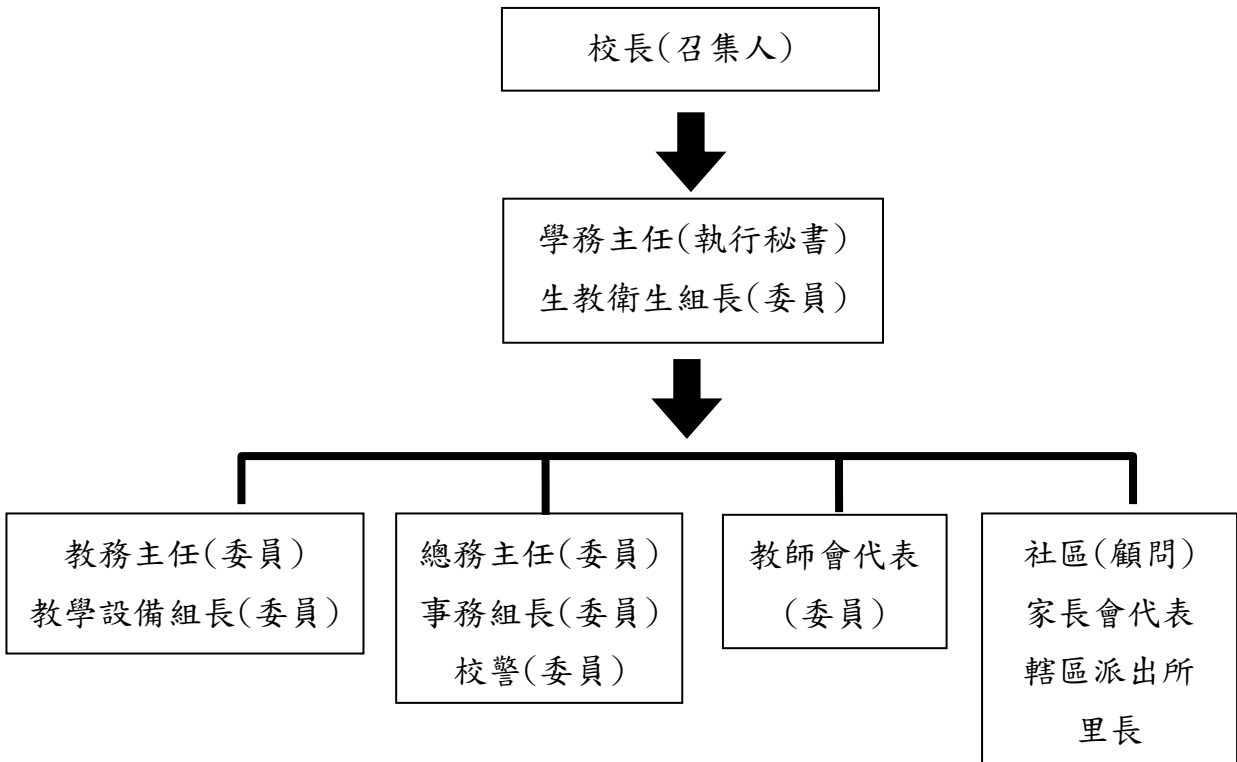 校長(召集人)
學務主任(執行秘書)
生教衛生組長(委員)
教務主任(委員)
教學設備組長(委員)
總務主任(委員)
事務組長(委員)
校警(委員)
教師會代表
(委員)
社區(顧問)
家長會代表
轄區派出所
里長